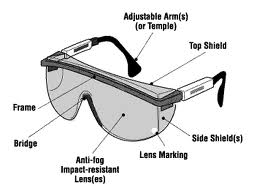 Adjustable Arm(s)
(or Temple)
Top Shield
Frame
Bridge
Anti-fog
Impact-resistant
Lens(es)
Lens Marking
Side Shield(s)